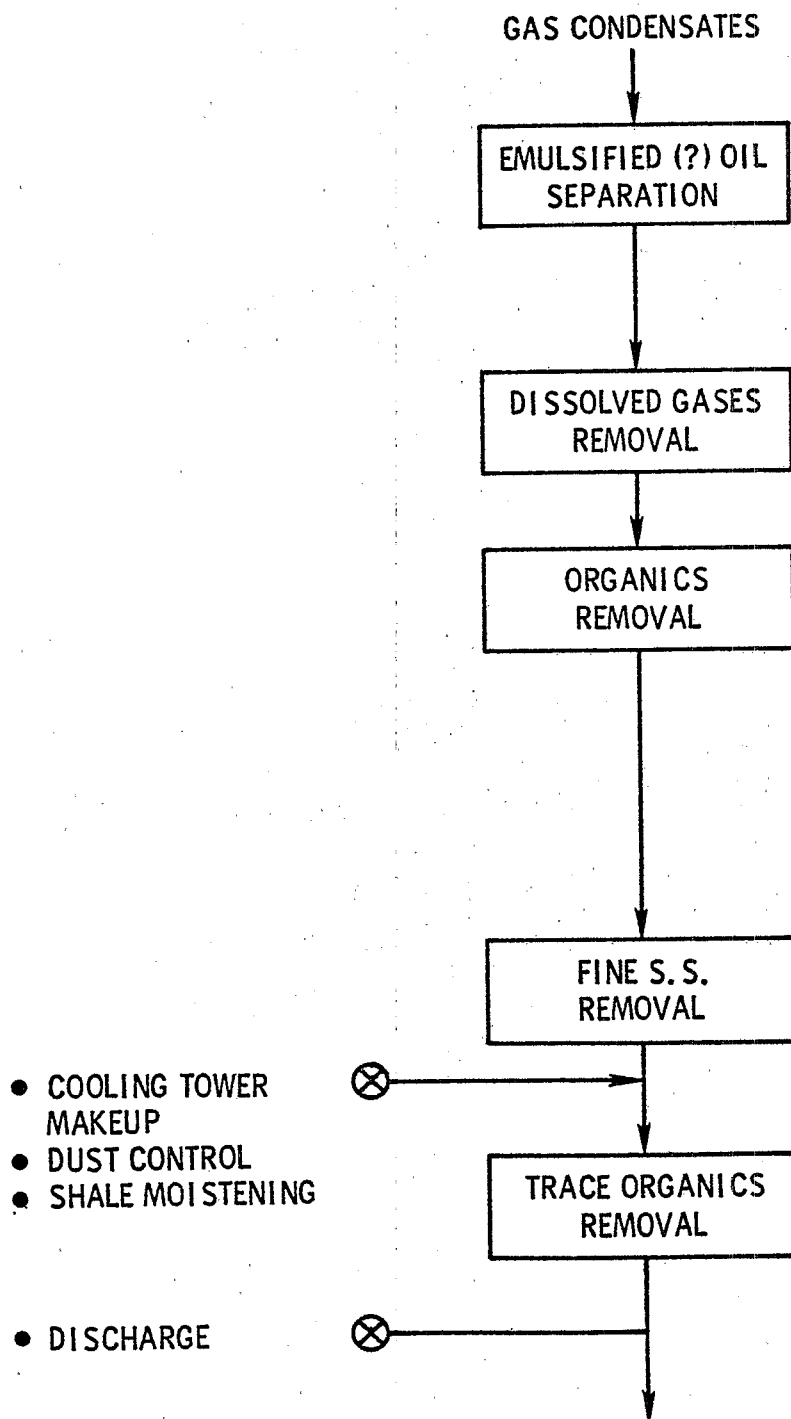 GAS CONDENSATES
EMULSIFIED (?) OIL
SEPARATION
DISSOLVED GASES
REMOVAL
ORGANICS
REMOVAL
FINE S. S.
REMOVAL
• COOLING TOWER
MAKEUP
• DUST CONTROL
• SHALE MOISTENING
TRACE ORGANICS
REMOVAL
• DISCHARGE